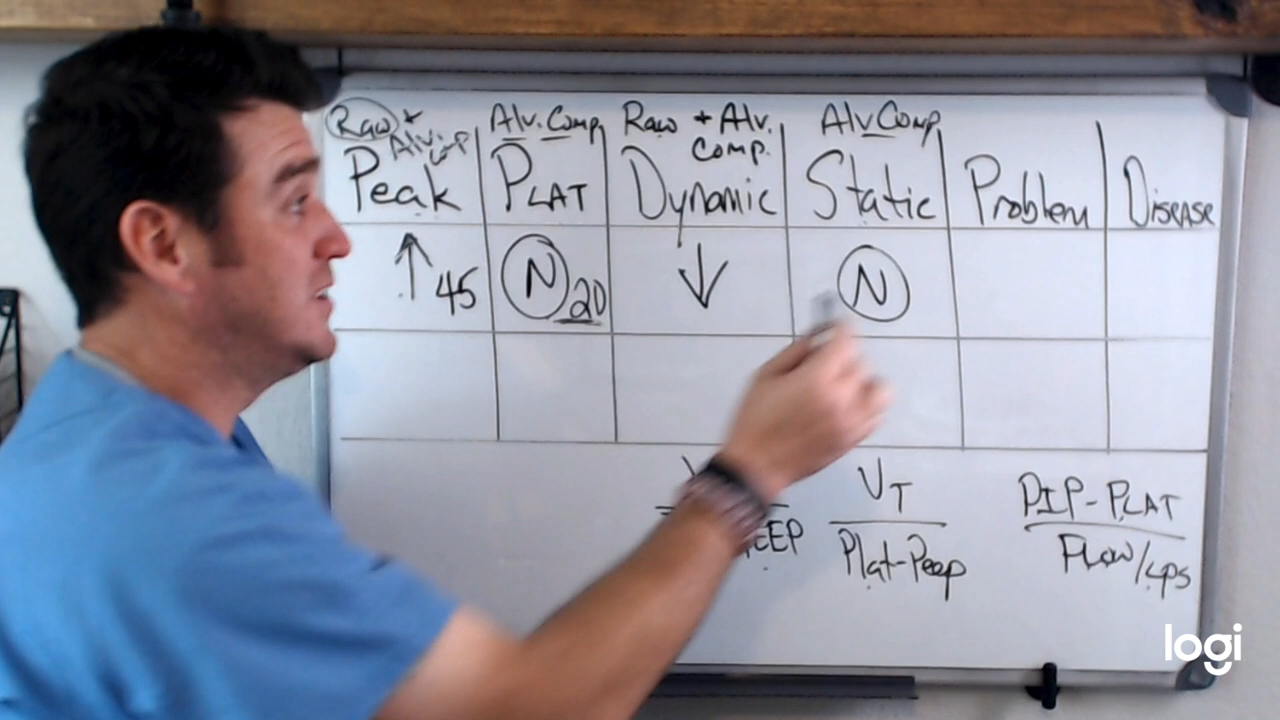 Raw + Alv. Comp. Alv. Comp. Raw + Alv. Comp. Alv Comp
Peak PLAT Dynamic Static Problem Disease
↑ 45 N 20 ↓ N
VT PIP-PLAT
EEP Plat-Peep Flow/LPS
logi